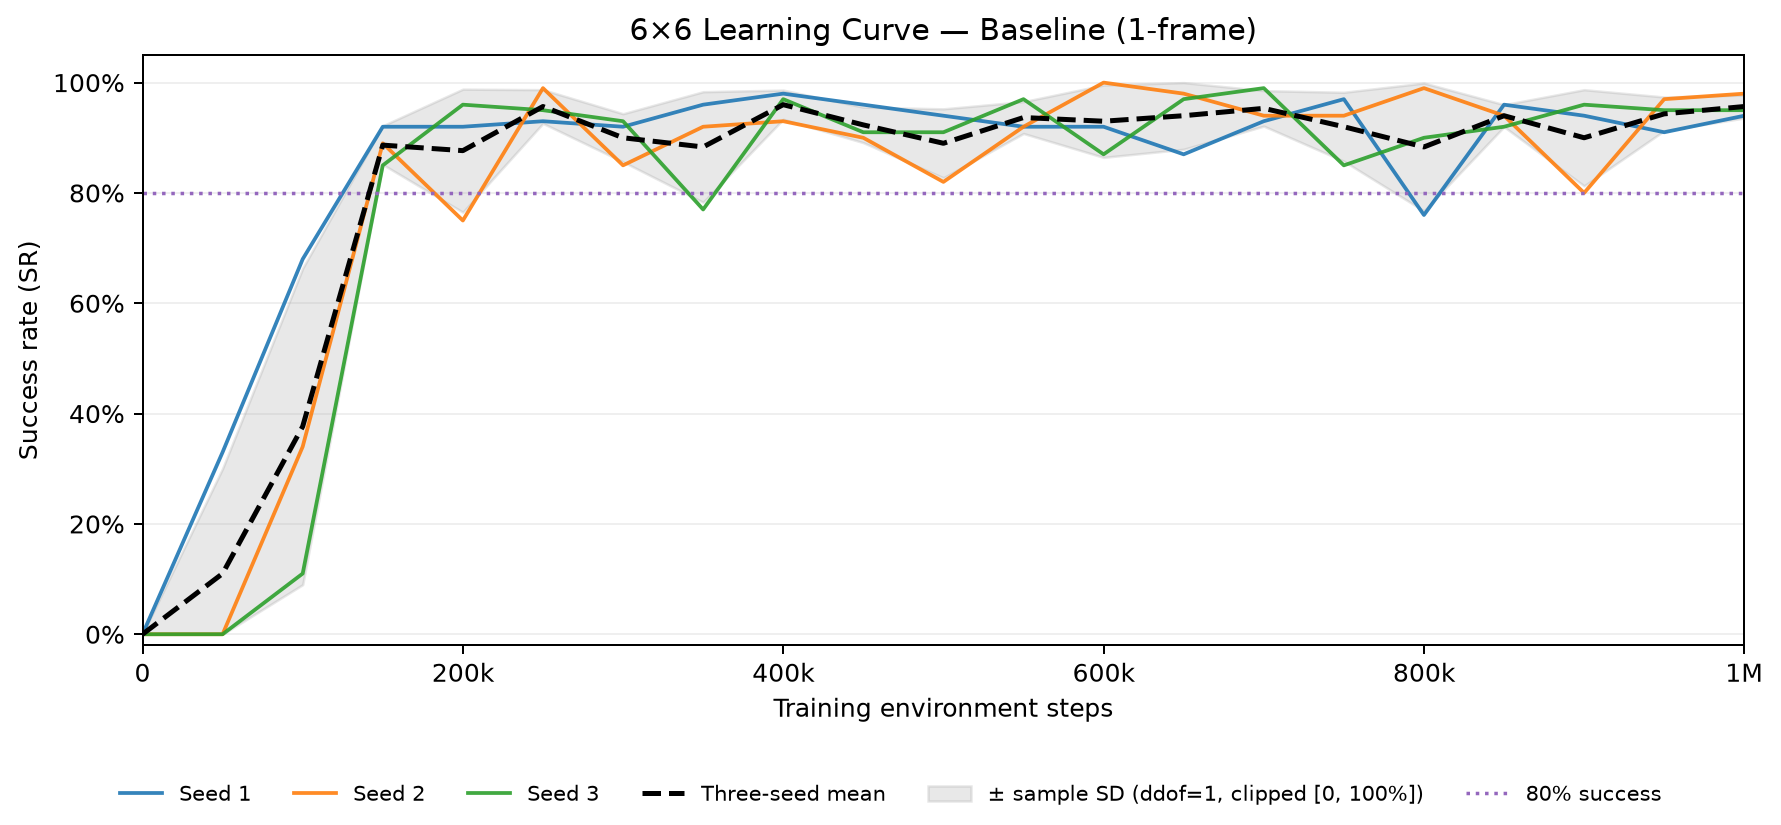 6×6 Learning Curve — Baseline (1-frame)
Success rate (SR)
100%
80%
60%
40%
20%
0%
0 200k 400k 600k 800k 1M
Training environment steps
Seed 1 Seed 2 Seed 3 Three-seed mean ± sample SD (ddof=1, clipped [0, 100%]) 80% success